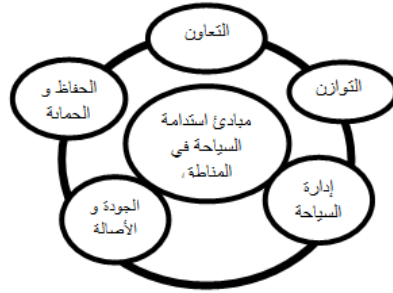 التعاون
التوازن
الحفاظ و
الحماية
مبادئ استدامة
السياحة في
المناطق
إدارة
السياحة
الجودة و
الأصالة